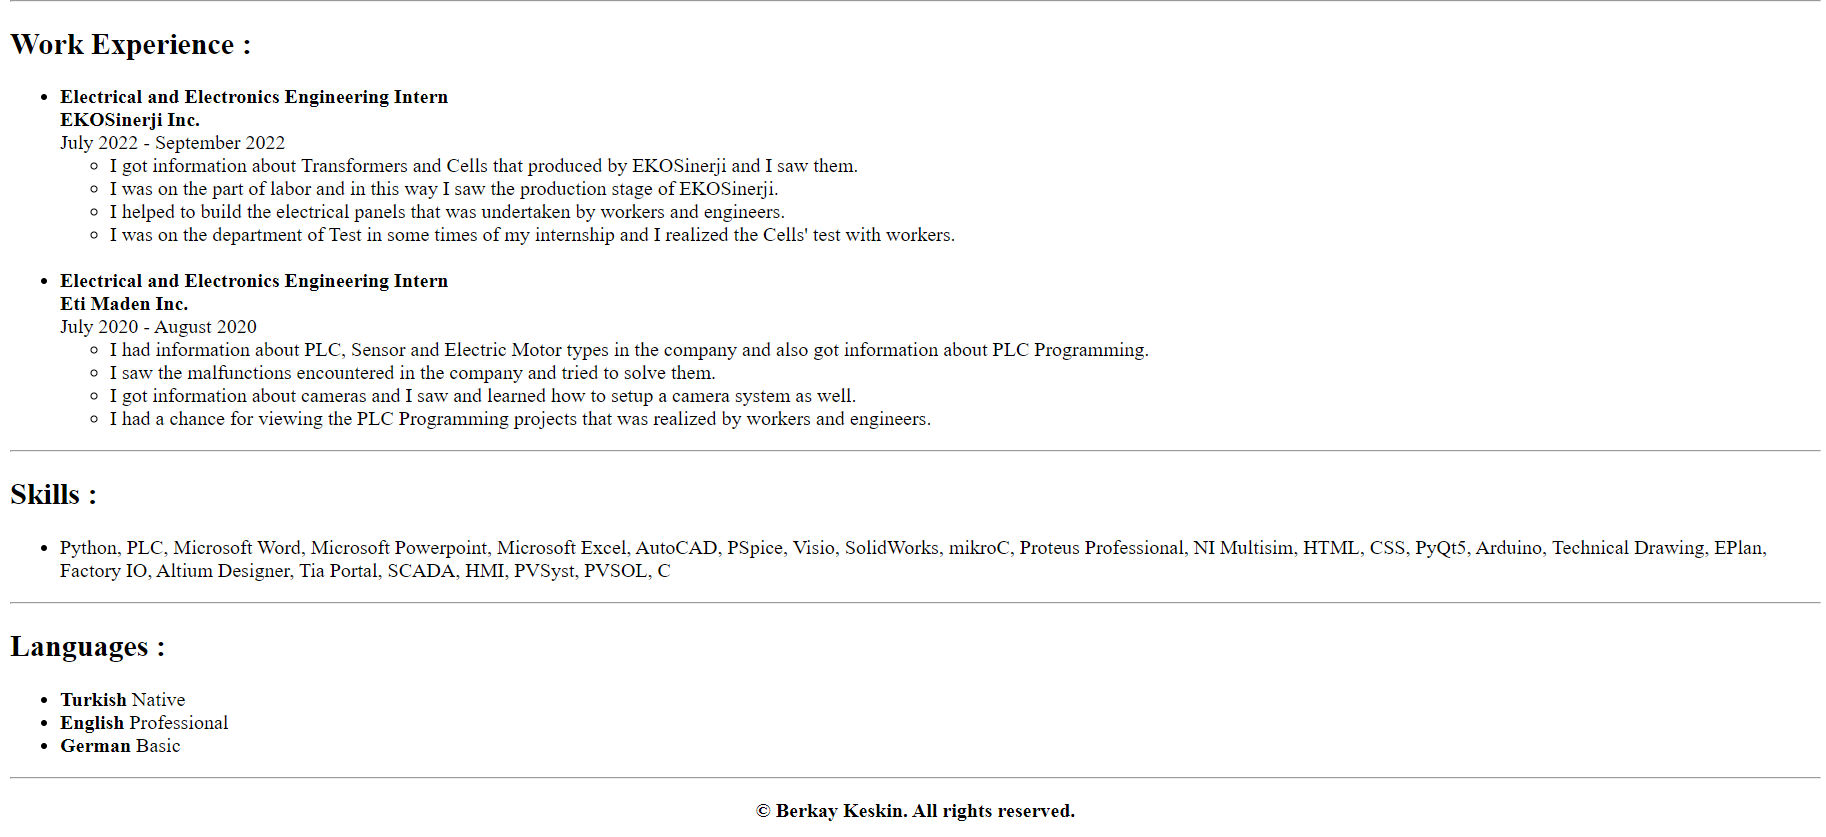 Work Experience :
Electrical and Electronics Engineering Intern
EKOSinerji Inc.
July 2022 - September 2022
I got information about Transformers and Cells that produced by EKOSinerji and I saw them.
I was on the part of labor and in this way I saw the production stage of EKOSinerji.
I helped to build the electrical panels that was undertaken by workers and engineers.
I was on the department of Test in some times of my internship and I realized the Cells' test with workers.
Electrical and Electronics Engineering Intern
Eti Maden Inc.
July 2020 - August 2020
I had information about PLC, Sensor and Electric Motor types in the company and also got information about PLC Programming.
I saw the malfunctions encountered in the company and tried to solve them.
I got information about cameras and I saw and learned how to setup a camera system as well.
I had a chance for viewing the PLC Programming projects that was realized by workers and engineers.
Skills :
Python, PLC, Microsoft Word, Microsoft Powerpoint, Microsoft Excel, AutoCAD, PSpice, Visio, SolidWorks, mikroC, Proteus Professional, NI Multisim, HTML, CSS, PyQt5, Arduino, Technical Drawing, EPlan,
Factory IO, Altium Designer, Tia Portal, SCADA, HMI, PVSyst, PVSOL, C
Languages :
Turkish Native
English Professional
German Basic
© Berkay Keskin. All rights reserved.